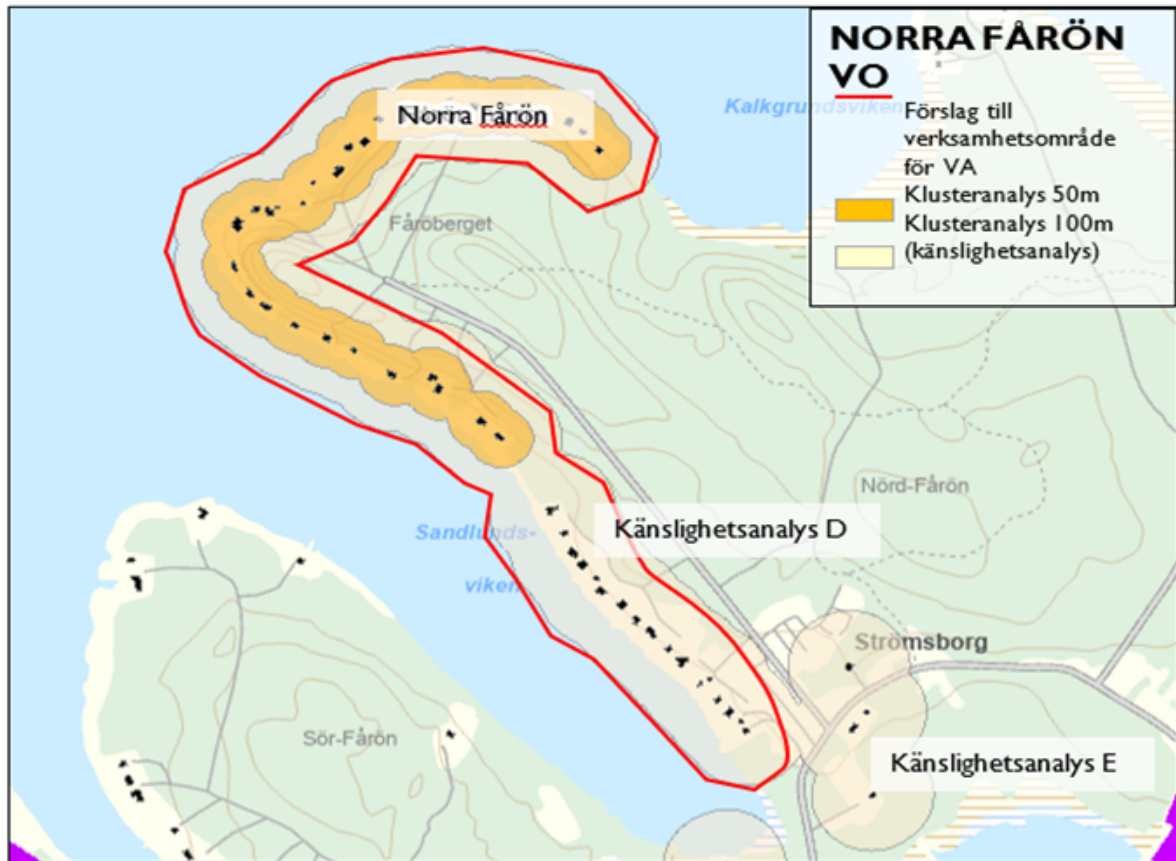 NORRA FÅRÖN
VO
Förslag till
verksamhetsområde
för VA
Klusteranalys 50m
Klusteranalys 100m
(känslighetsanalys)
Kalkgrundsviken
Norra Fårön
Fåröberget
Nörd-Fårön
Känslighetsanalys D
Sandlunds-
viken
Strömsborg
Sör-Fårön
Känslighetsanalys E